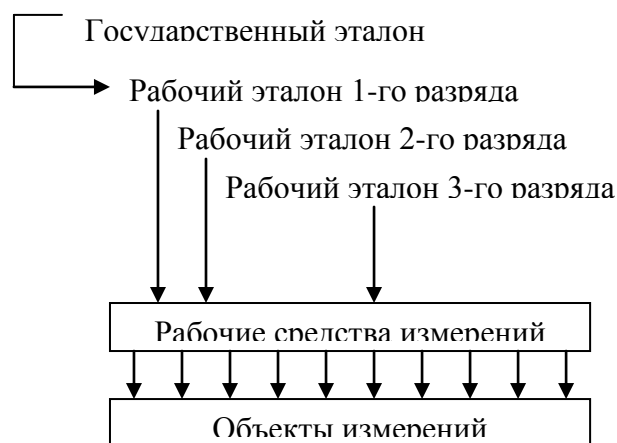 Государственный эталон
Рабочий эталон 1-го разряда
Рабочий эталон 2-го разряда
Рабочий эталон 3-го разряда
Рабочие средства измерений
Объекты измерений